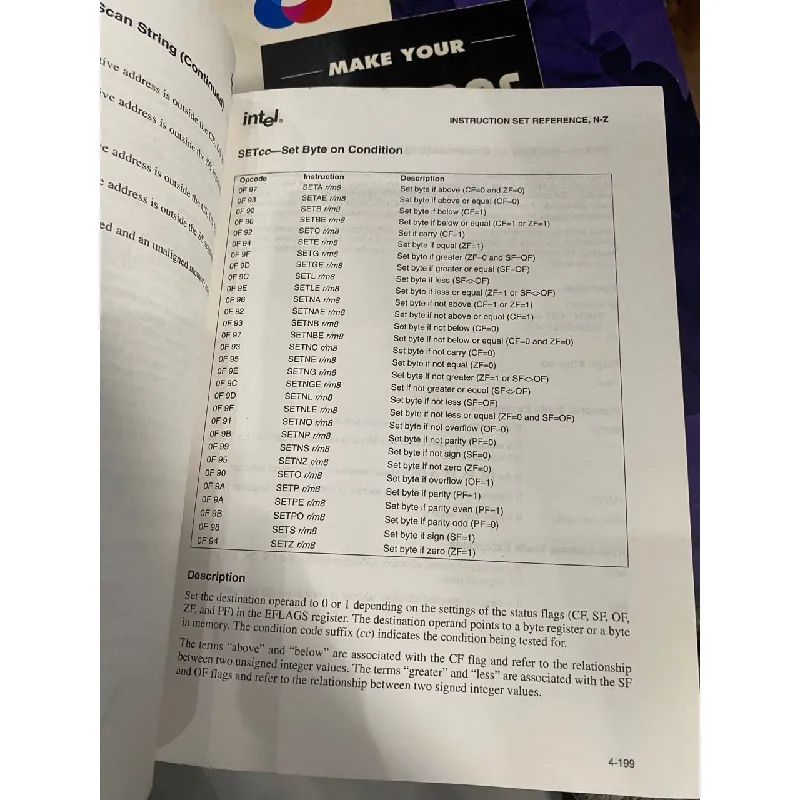 Scan String (Continued)
address is outside the
address is outside the
address is outside the
address is outside the
ed and an unaligned memory
MAKE YOUR
intel®
INSTRUCTION SET REFERENCE, N-Z
SETcc—Set Byte on Condition
Opcode Instruction Description
0F 97 SETA r/m8 Set byte if above (CF=0 and ZF=0)
0F 93 SETAE r/m8 Set byte if above or equal (CF=0)
0F 92 SETB r/m8 Set byte if below (CF=1)
0F 96 SETBE r/m8 Set byte if below or equal (CF=1 or ZF=1)
0F 92 SETC r/m8 Set if carry (CF=1)
0F 94 SETE r/m8 Set byte if equal (ZF=1)
0F 9F SETG r/m8 Set byte if greater (ZF=0 and SF=OF)
0F 9D SETGE r/m8 Set byte if greater or equal (SF=OF)
0F 9C SETL r/m8 Set byte if less (SF<>OF)
0F 9E SETLE r/m8 Set byte if less or equal (ZF=1 or SF<>OF)
0F 96 SETNA r/m8 Set byte if not above (CF=1 or ZF=1)
0F 92 SETNAE r/m8 Set byte if not above or equal (CF=1)
0F 93 SETNB r/m8 Set byte if not below (CF=0)
0F 97 SETNBE r/m8 Set byte if not below or equal (CF=0 and ZF=0)
0F 93 SETNC r/m8 Set byte if not carry (CF=0)
0F 95 SETNE r/m8 Set byte if not equal (ZF=0)
0F 9E SETNG r/m8 Set byte if not greater (ZF=1 or SF<>OF)
0F 9C SETNGE r/m8 Set if not greater or equal (SF<>OF)
0F 9D SETNL r/m8 Set byte if not less (SF=OF)
0F 9F SETNLE r/m8 Set byte if not less or equal (ZF=0 and SF=OF)
0F 91 SETNO r/m8 Set byte if not overflow (OF=0)
0F 9B SETNP r/m8 Set byte if not parity (PF=0)
0F 99 SETNS r/m8 Set byte if not sign (SF=0)
0F 95 SETNZ r/m8 Set byte if not zero (ZF=0)
0F 90 SETO r/m8 Set byte if overflow (OF=1)
0F 9A SETP r/m8 Set byte if parity (PF=1)
0F 9A SETPE r/m8 Set byte if parity even (PF=1)
0F 9B SETPO r/m8 Set byte if parity odd (PF=0)
0F 98 SETS r/m8 Set byte if sign (SF=1)
0F 94 SETZ r/m8 Set byte if zero (ZF=1)
Description
Set the destination operand to 0 or 1 depending on the settings of the status flags (CF, SF, OF,
ZF, and PF) in the EFLAGS register. The destination operand points to a byte register or a byte
in memory. The condition code suffix (cc) indicates the condition being tested for.
The terms “above” and “below” are associated with the CF flag and refer to the relationship
between two unsigned integer values. The terms “greater” and “less” are associated with the SF
and OF flags and refer to the relationship between two signed integer values.
4-199